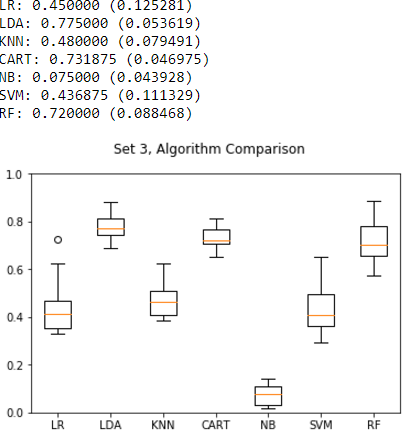 LR: 0.450000 (0.125281)
LDA: 0.775000 (0.053619)
KNN: 0.480000 (0.079491)
CART: 0.731875 (0.046975)
NB: 0.075000 (0.043928)
SVM: 0.436875 (0.111329)
RF: 0.720000 (0.088468)
Set 3, Algorithm Comparison
1.0
0.8
0.6
0.4
0.2
0.0
LR LDA KNN CART NB SVM RF